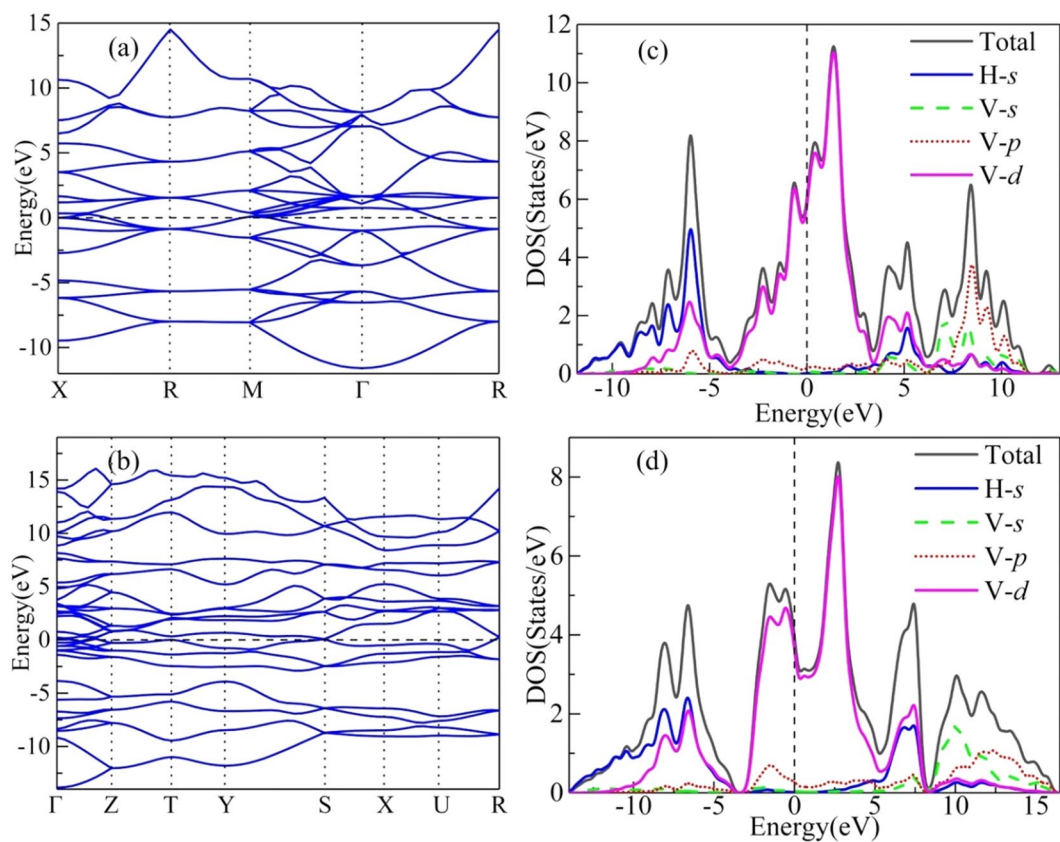 (a)
15
10
5
0
-5
-10
Energy(eV)
X R M Γ R
(c)
12
10
8
6
4
2
0
DOS(States/eV)
Total
H-s
V-s
V-p
V-d
-10 -5 0 5 10
Energy(eV)
(b)
15
10
5
0
-5
-10
Energy(eV)
Γ Z T Y S X U R
(d)
8
6
4
2
0
DOS(States/eV)
Total
H-s
V-s
V-p
V-d
-10 -5 0 5 10 15
Energy(eV)